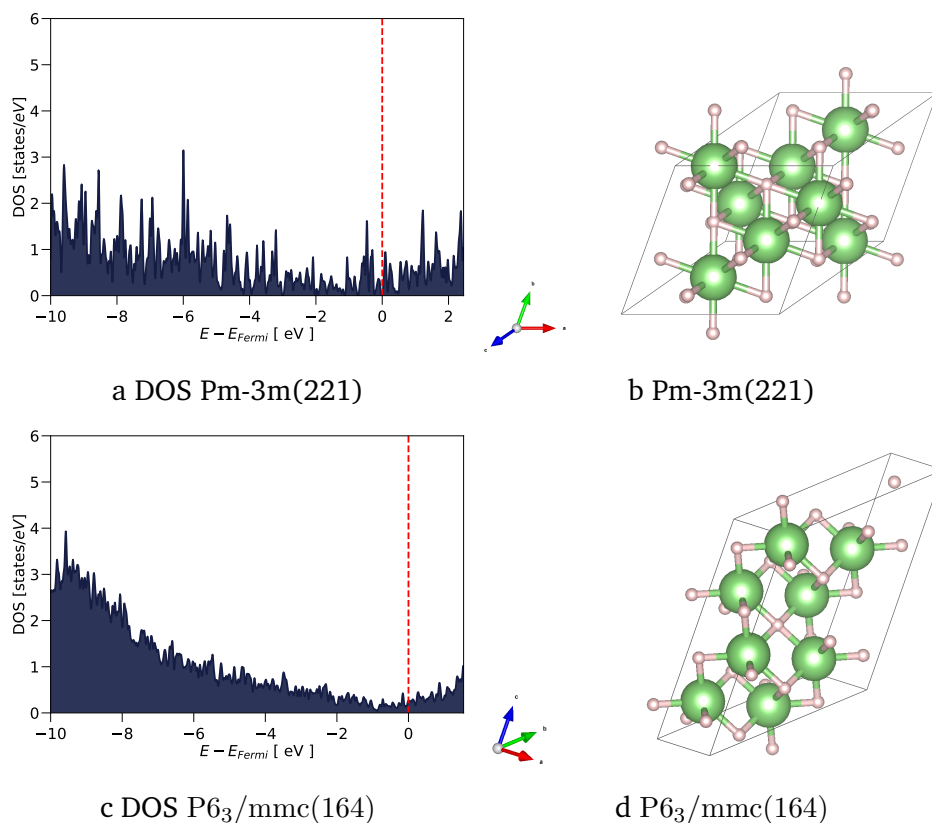 6
5
4
3
2
1
0
DOS [states/eV]
−10 −8 −6 −4 −2 0 2
E − E_Fermi [ eV ]
b
a
c
a DOS Pm-3m(221)
b Pm-3m(221)
6
5
4
3
2
1
0
DOS [states/eV]
−10 −8 −6 −4 −2 0
E − E_Fermi [ eV ]
c
b
a
c DOS P6₃/mmc(164)
d P6₃/mmc(164)